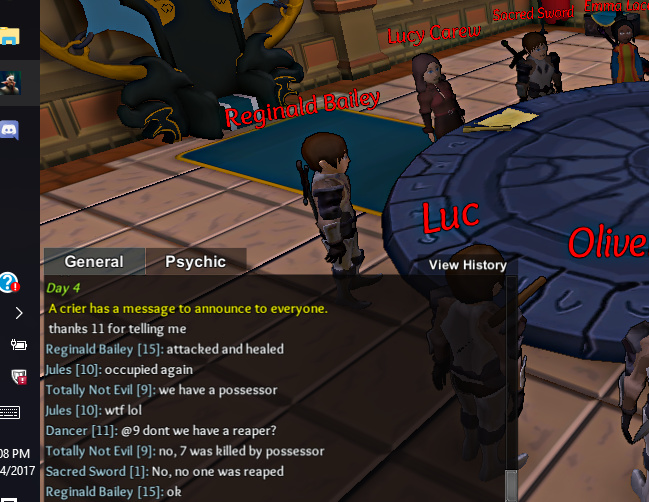 Lucy Carew
Sacred Sword
Reginald Bailey
Luc
Olive
General
Psychic
View History
Day 4
A crier has a message to announce to everyone.
thanks 11 for telling me
Reginald Bailey [15]: attacked and healed
Jules [10]: occupied again
Totally Not Evil [9]: we have a possessor
Jules [10]: wtf lol
Dancer [11]: @9 dont we have a reaper?
Totally Not Evil [9]: no, 7 was killed by possessor
Sacred Sword [1]: No, no one was reaped
Reginald Bailey [15]: ok
08 PM
4/2017